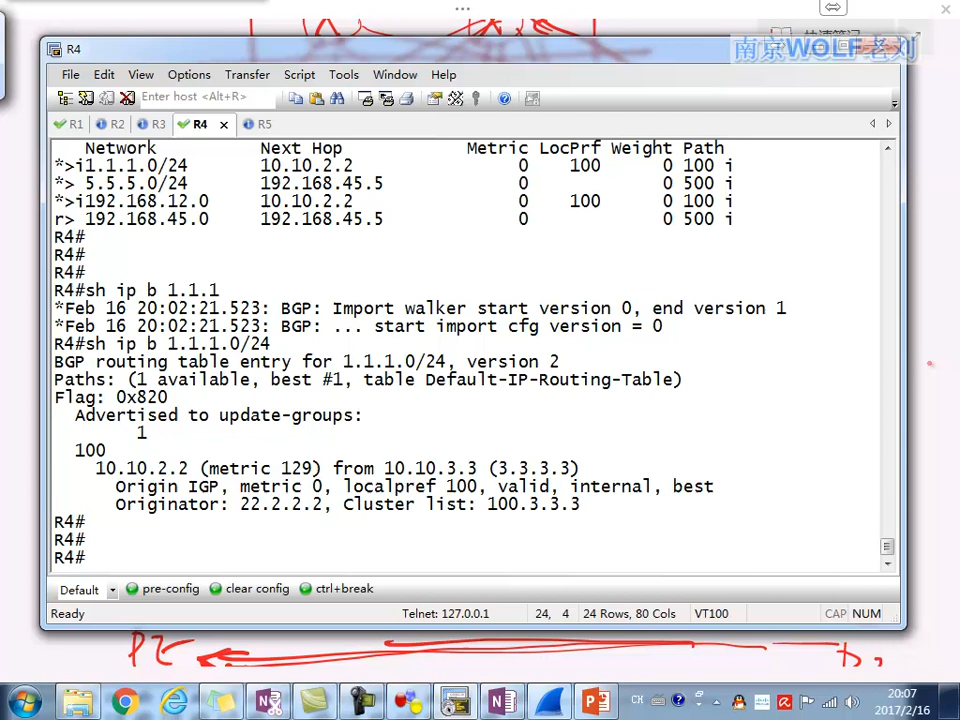 南京WOLF老刘
R4
File Edit View Options Transfer Script Tools Window Help
Enter host <Alt+R>
R1 R2 R3 R4 x R5
Network Next Hop Metric LocPrf Weight Path
*>i1.1.1.0/24 10.10.2.2 0 100 0 100 i
*> 5.5.5.0/24 192.168.45.5 0 0 500 i
*>i192.168.12.0 10.10.2.2 0 100 0 100 i
r> 192.168.45.0 192.168.45.5 0 0 500 i
R4#
R4#
R4#
R4#sh ip b 1.1.1
*Feb 16 20:02:21.523: BGP: Import walker start version 0, end version 1
*Feb 16 20:02:21.523: BGP: ... start import cfg version = 0
R4#sh ip b 1.1.1.0/24
BGP routing table entry for 1.1.1.0/24, version 2
Paths: (1 available, best #1, table Default-IP-Routing-Table)
Flag: 0x820
Advertised to update-groups:
1
100
10.10.2.2 (metric 129) from 10.10.3.3 (3.3.3.3)
Origin IGP, metric 0, localpref 100, valid, internal, best
Originator: 22.2.2.2, Cluster list: 100.3.3.3
R4#
R4#
R4#
Default pre-config clear config ctrl+break
Ready Telnet: 127.0.0.1 24, 4 24 Rows, 80 Cols VT100 CAP NUM
CH 20:07
2017/2/16